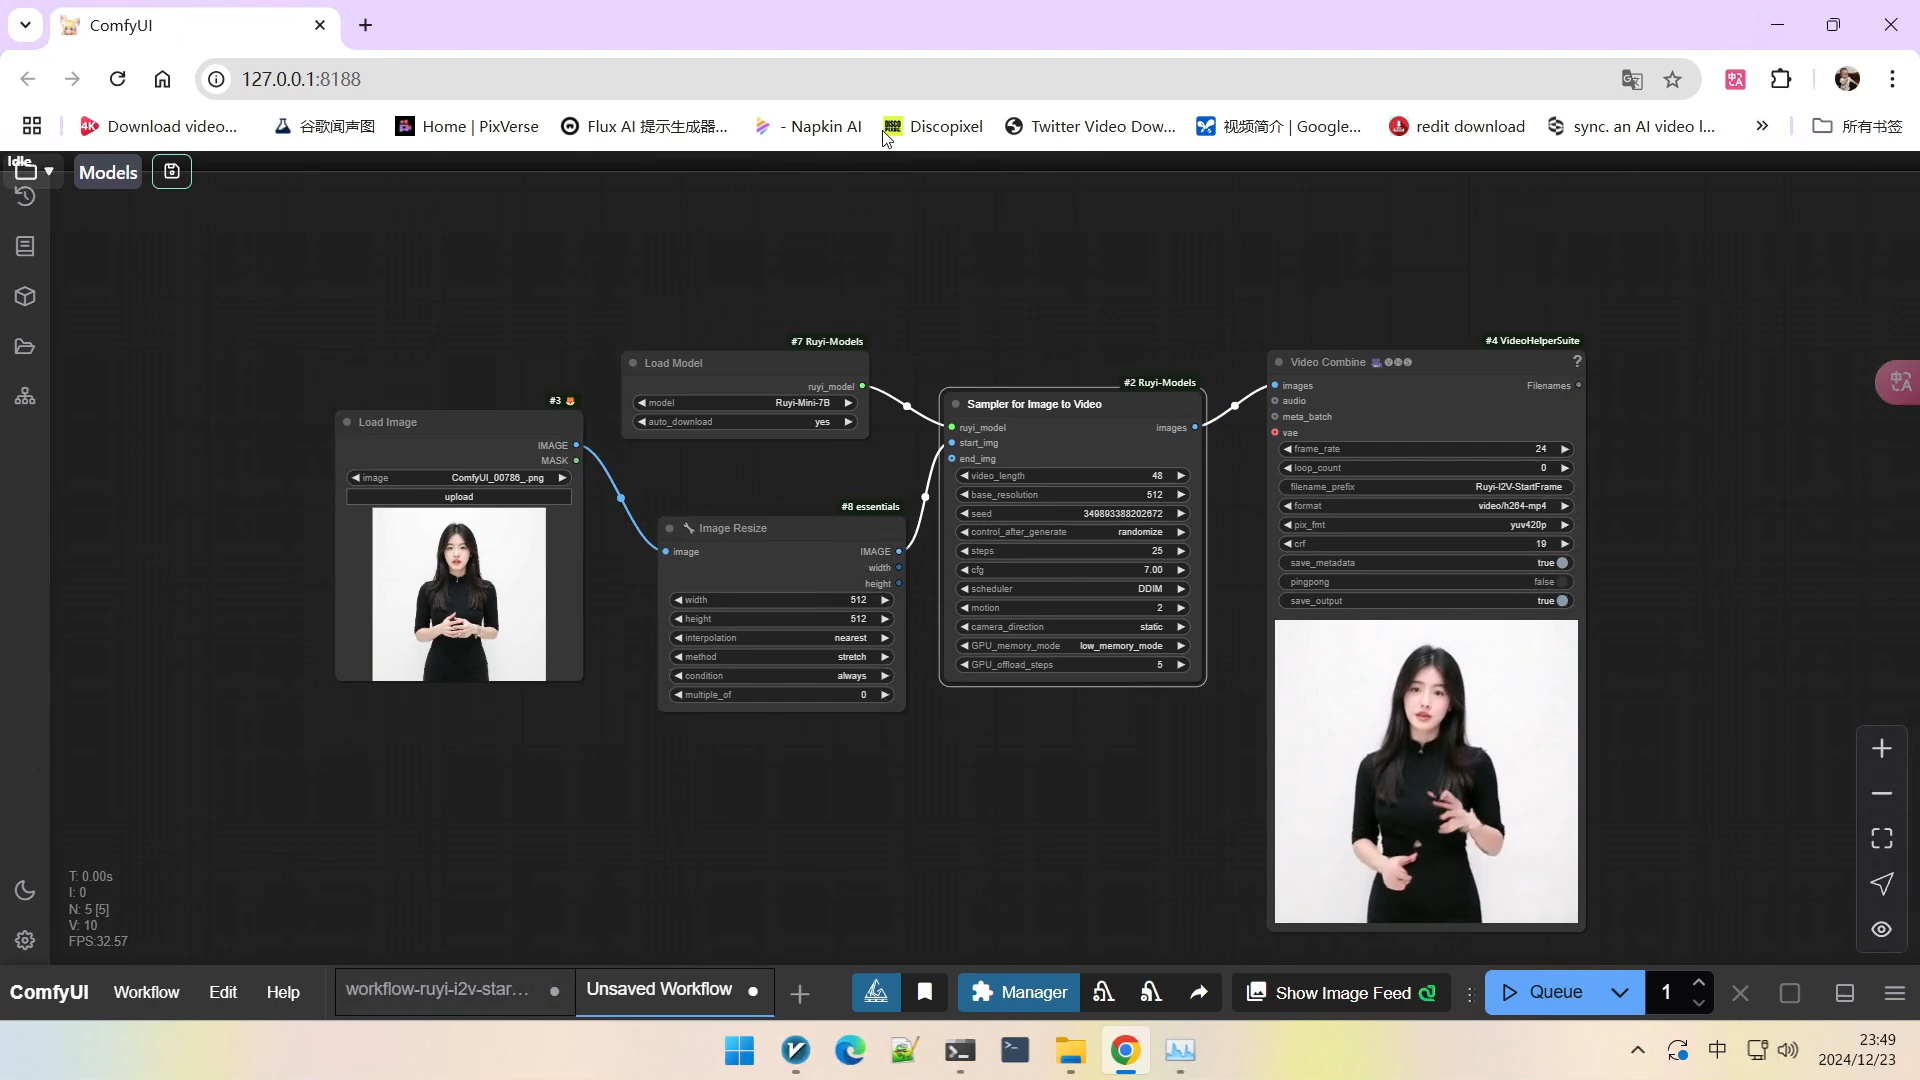 ComfyUI
127.0.0.1:8188
Download video...
谷歌闻声图
Home | PixVerse
Flux AI 提示生成器...
- Napkin AI
Discopixel
Twitter Video Dow...
视频简介 | Google...
redit download
sync. an AI video l...
所有书签
Idle
Models
#3
Load Image
IMAGE
MASK
image ComfyUI_00786_.png
upload
#7 Ruyi-Models
Load Model
ruyi_model
model Ruyi-Mini-7B
auto_download yes
#8 essentials
Image Resize
image IMAGE
width
height
width 512
height 512
interpolation nearest
method stretch
condition always
multiple_of 0
#2 Ruyi-Models
Sampler for Image to Video
ruyi_model images
start_img
end_img
video_length 48
base_resolution 512
seed 349893388202672
control_after_generate randomize
steps 25
cfg 7.00
scheduler DDIM
motion 2
camera_direction static
GPU_memory_mode low_memory_mode
GPU_offload_steps 5
#4 VideoHelperSuite
Video Combine VHS ?
images Filenames
audio
meta_batch
vae
frame_rate 24
loop_count 0
filename_prefix Ruyi-I2V-StartFrame
format video/h264-mp4
pix_fmt yuv420p
crf 19
save_metadata true
pingpong false
save_output true
T: 0.00s
I: 0
N: 5 [5]
V: 10
FPS:32.57
ComfyUI Workflow Edit Help
workflow-ruyi-i2v-star...
Unsaved Workflow
Manager
Show Image Feed
Queue
1
中
23:49
2024/12/23